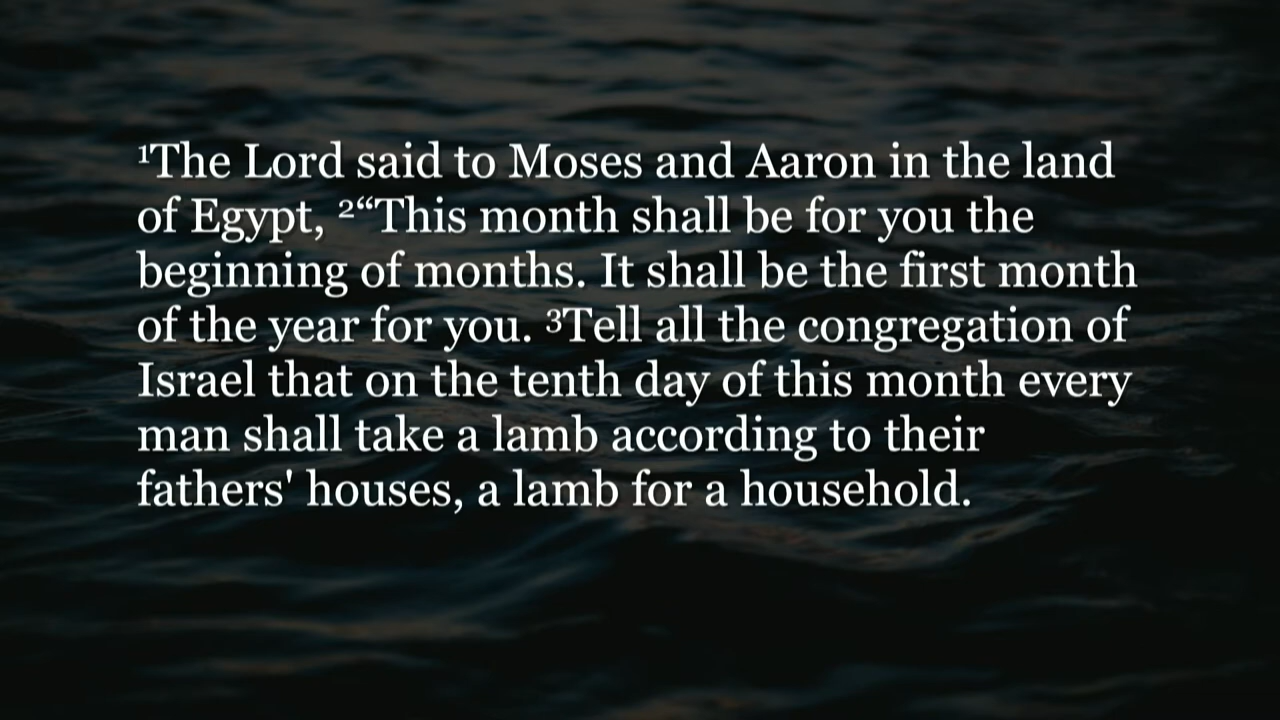 ¹The Lord said to Moses and Aaron in the land
of Egypt, ²“This month shall be for you the
beginning of months. It shall be the first month
of the year for you. ³Tell all the congregation of
Israel that on the tenth day of this month every
man shall take a lamb according to their
fathers' houses, a lamb for a household.